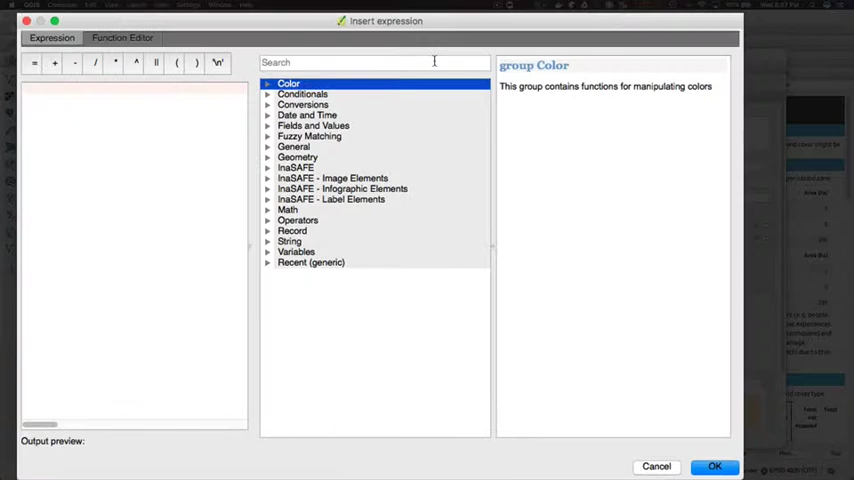 Insert expression
Expression
Function Editor
= + - / * ^ || ( ) '\n'
Search
Color
Conditionals
Conversions
Date and Time
Fields and Values
Fuzzy Matching
General
Geometry
InaSAFE
InaSAFE - Image Elements
InaSAFE - Infographic Elements
InaSAFE - Label Elements
Math
Operators
Record
String
Variables
Recent (generic)
group Color
This group contains functions for manipulating colors
Output preview:
Cancel
OK